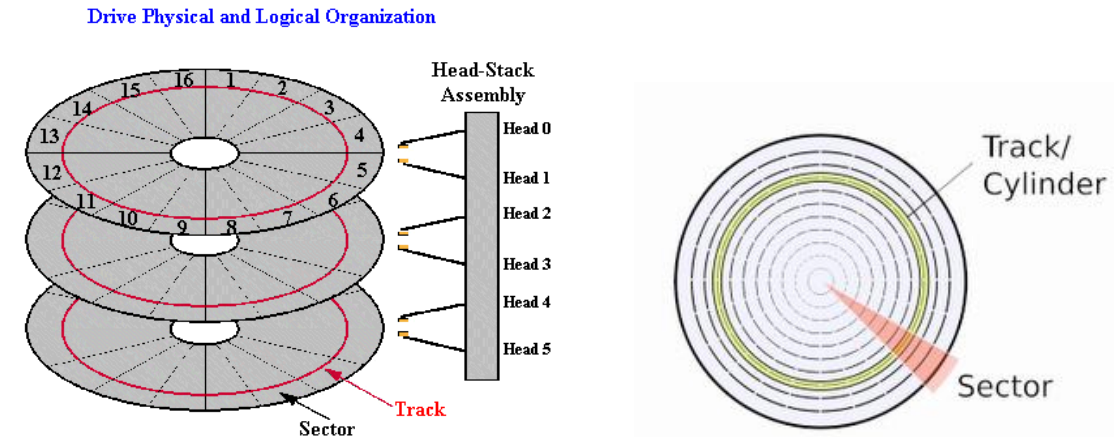 Drive Physical and Logical Organization
Head-Stack
Assembly
16 1
15 2
14 3
13 4
12 5
11 6
10 7
9 8
Head 0
Head 1
Head 2
Head 3
Head 4
Head 5
Track
Sector
Track/
Cylinder
Sector